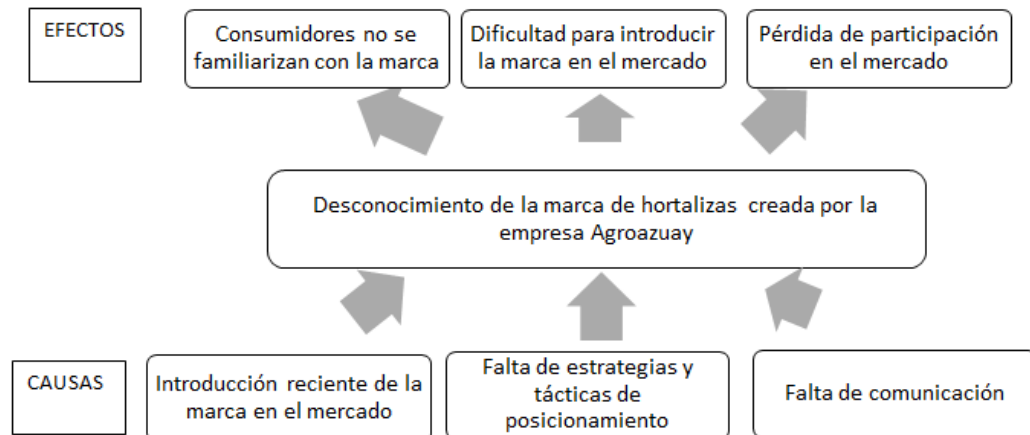 EFECTOS
Consumidores no se
familiarizan con la marca
Dificultad para introducir
la marca en el mercado
Pérdida de participación
en el mercado
Desconocimiento de la marca de hortalizas creada por la
empresa Agroazuay
CAUSAS
Introducción reciente de la
marca en el mercado
Falta de estrategias y
tácticas de
posicionamiento
Falta de comunicación